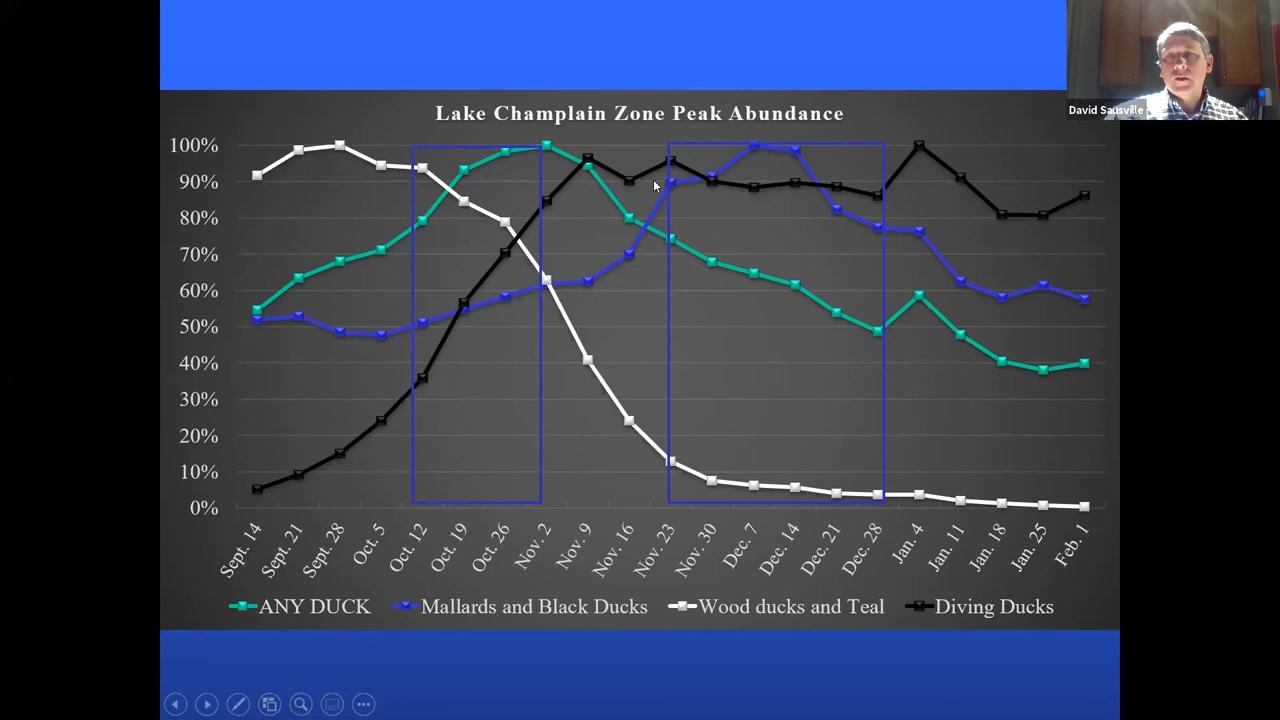 Lake Champlain Zone Peak Abundance
David Sausville
100%
90%
80%
70%
60%
50%
40%
30%
20%
10%
0%
Sept. 14
Sept. 21
Sept. 28
Oct. 5
Oct. 12
Oct. 19
Oct. 26
Nov. 2
Nov. 9
Nov. 16
Nov. 23
Nov. 30
Dec. 7
Dec. 14
Dec. 21
Dec. 28
Jan. 4
Jan. 11
Jan. 18
Jan. 25
Feb. 1
ANY DUCK Mallards and Black Ducks Wood ducks and Teal Diving Ducks